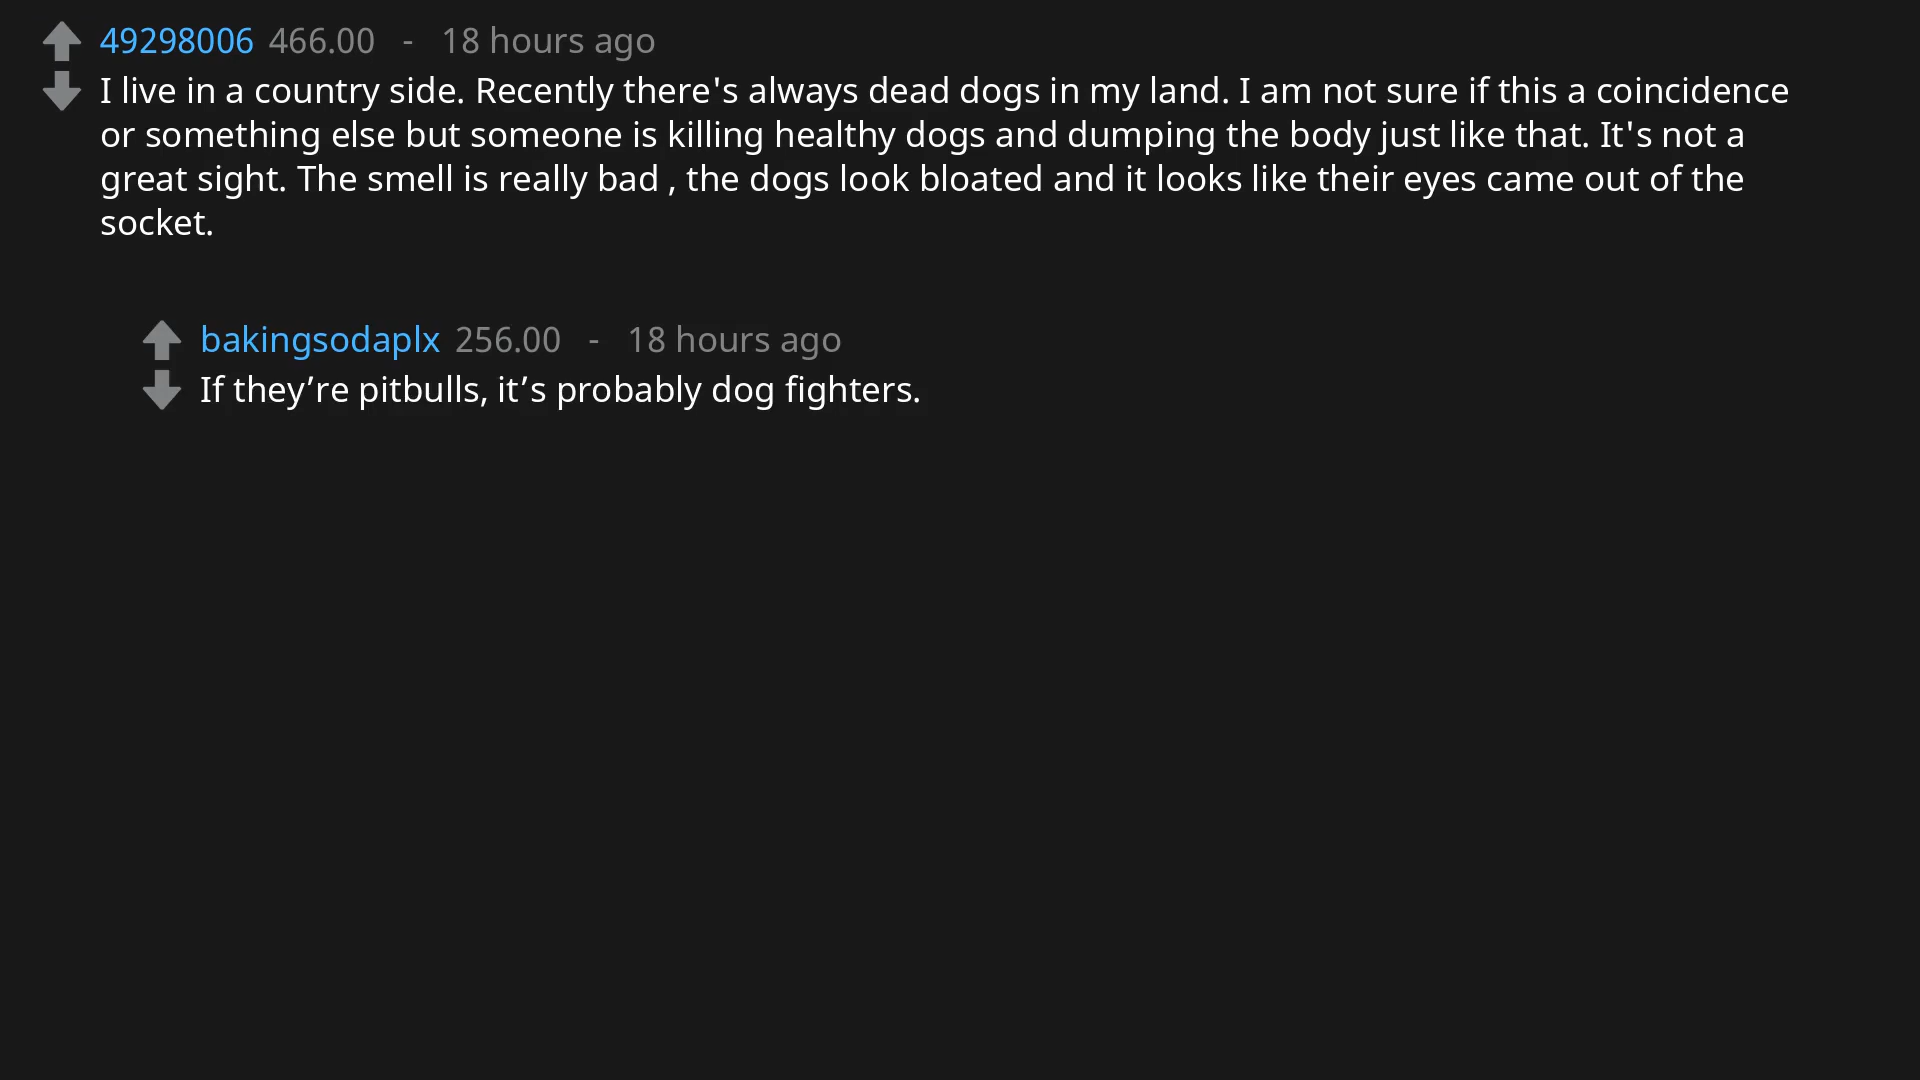 49298006 466.00 - 18 hours ago
I live in a country side. Recently there's always dead dogs in my land. I am not sure if this a coincidence
or something else but someone is killing healthy dogs and dumping the body just like that. It's not a
great sight. The smell is really bad , the dogs look bloated and it looks like their eyes came out of the
socket.
bakingsodaplx 256.00 - 18 hours ago
If they’re pitbulls, it’s probably dog fighters.